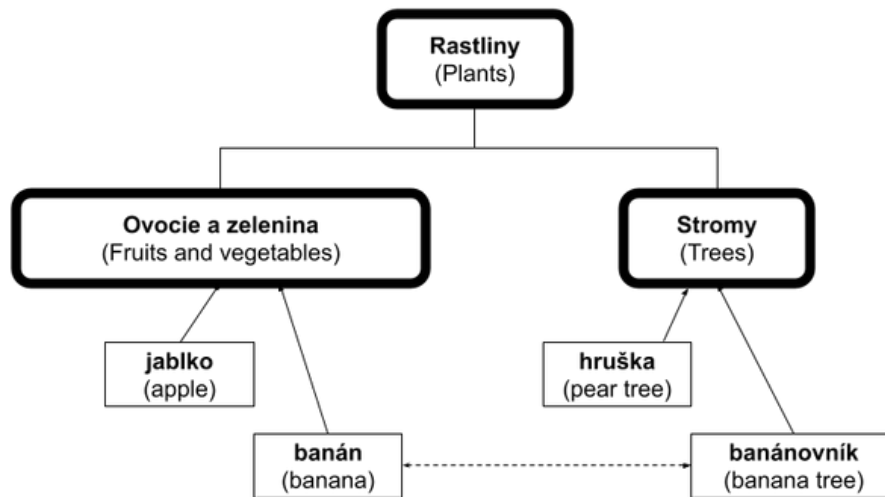 Rastliny
(Plants)
Ovocie a zelenina
(Fruits and vegetables)
Stromy
(Trees)
jablko
(apple)
hruška
(pear tree)
banán
(banana)
banánovník
(banana tree)